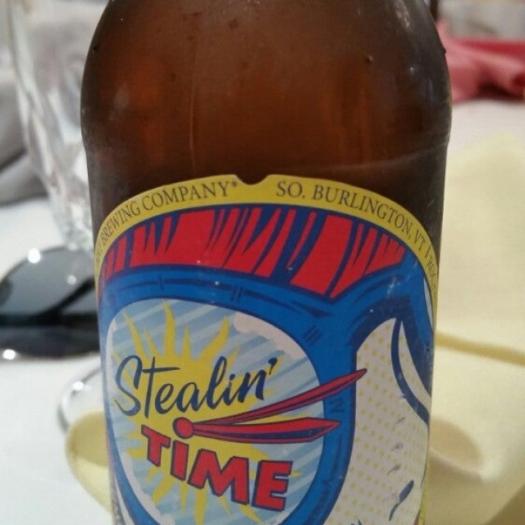 BREWING COMPANY® SO. BURLINGTON, VT
Stealin'
TIME